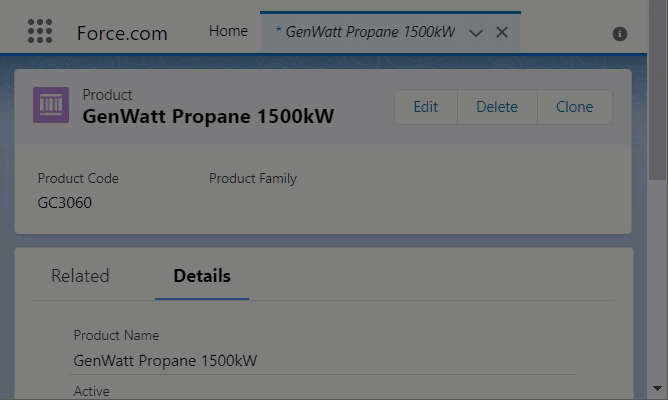 Force.com
Home
* GenWatt Propane 1500kW
Product
GenWatt Propane 1500kW
Edit
Delete
Clone
Product Code
Product Family
GC3060
Related
Details
Product Name
GenWatt Propane 1500kW
Active